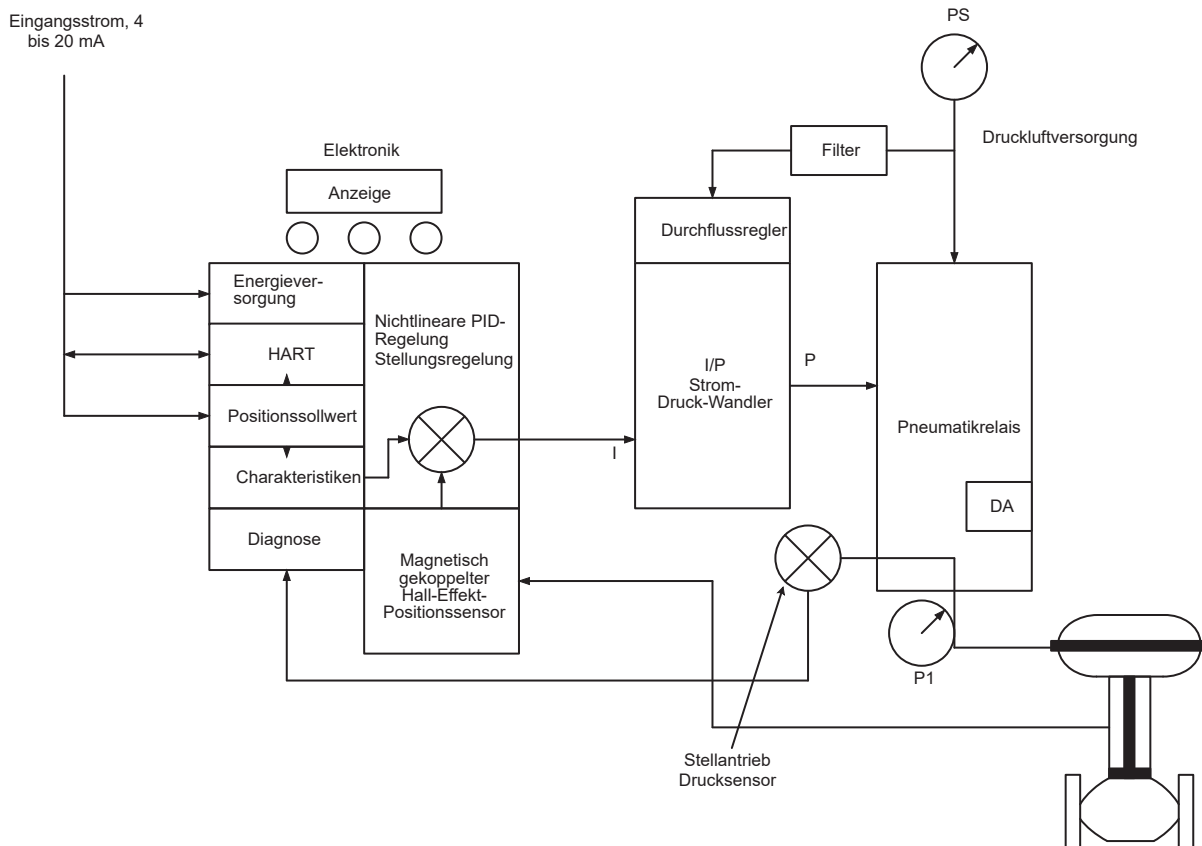 Eingangsstrom, 4
bis 20 mA
PS
Druckluftversorgung
Filter
Elektronik
Anzeige
Durchflussregler
Energiever-
sorgung
HART
Positionssollwert
Charakteristiken
Diagnose
Nichtlineare PID-
Regelung
Stellungsregelung
Magnetisch
gekoppelter
Hall-Effekt-
Positionssensor
I
I/P
Strom-
Druck-Wandler
P
Pneumatikrelais
DA
P1
Stellantrieb
Drucksensor